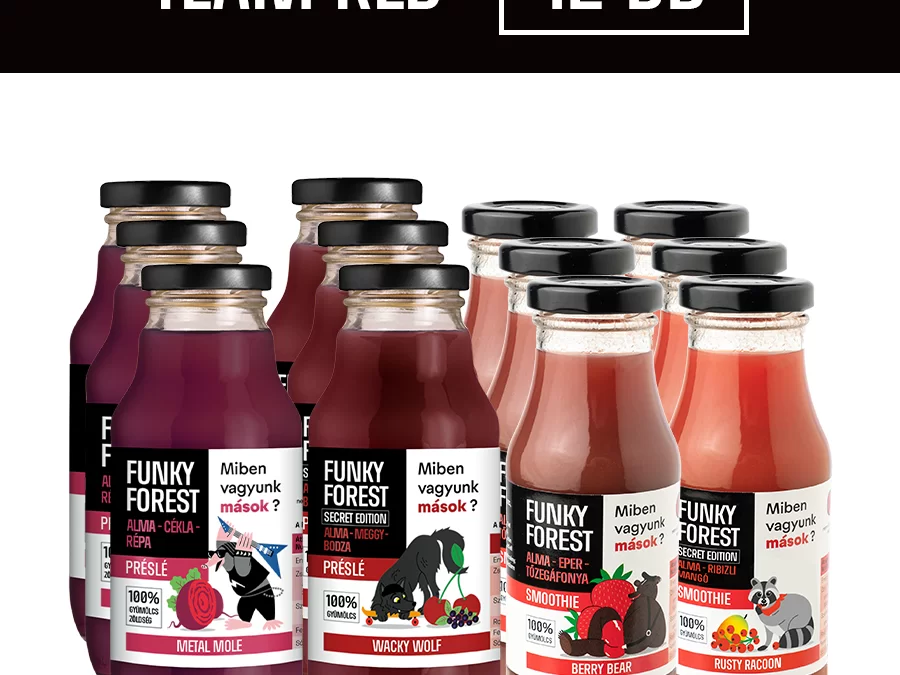 TEAM RED
12 DB
FUNKY
FOREST
ALMA - CÉKLA -
RÉPA
PRÉSLÉ
Miben
vagyunk
mások?
100%
GYÜMÖLCS
ZÖLDSÉG
METAL MOLE
FUNKY
FOREST
SECRET EDITION
ALMA-MEGGY-
BODZA
PRÉSLÉ
Miben
vagyunk
mások?
100%
GYÜMÖLCS
WACKY WOLF
FUNKY
FOREST
ALMA - EPER -
TŐZEGÁFONYA
SMOOTHIE
Miben
vagyunk
mások?
100%
GYÜMÖLCS
BERRY BEAR
FUNKY
FOREST
SECRET EDITION
ALMA - RIBIZLI
MANGÓ
SMOOTHIE
Miben
vagyunk
mások?
100%
GYÜMÖLCS
RUSTY RACOON